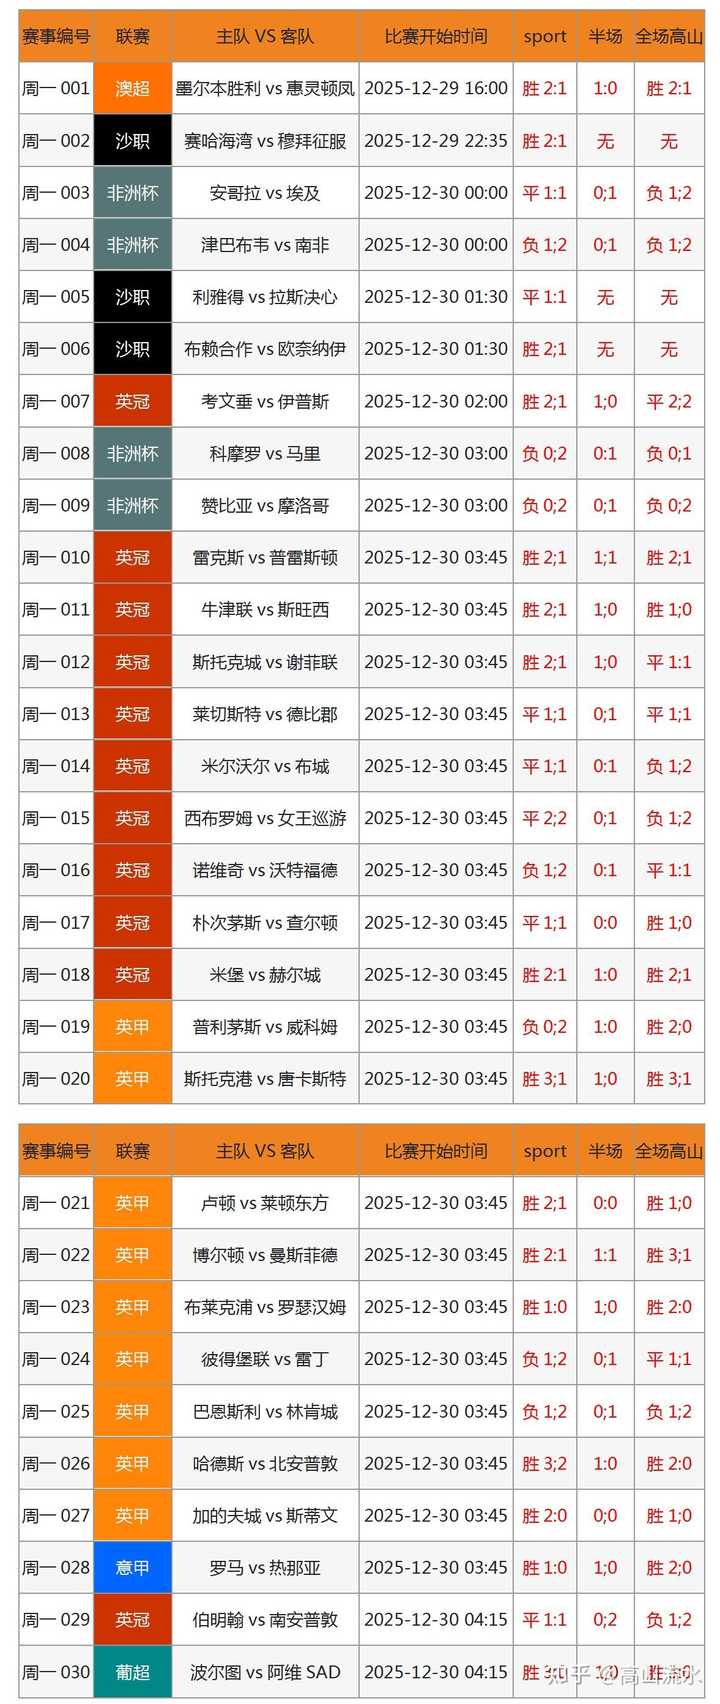 赛事编号 联赛 主队 VS 客队 比赛开始时间 sport 半场 全场高山
周一 001 澳超 墨尔本胜利 vs 惠灵顿凤 2025-12-29 16:00 胜 2:1 1:0 胜 2:1
周一 002 沙职 赛哈海湾 vs 穆拜征服 2025-12-29 22:35 胜 2:1 无 无
周一 003 非洲杯 安哥拉 vs 埃及 2025-12-30 00:00 平 1:1 0;1 负 1;2
周一 004 非洲杯 津巴布韦 vs 南非 2025-12-30 00:00 负 1;2 0;1 负 1;2
周一 005 沙职 利雅得 vs 拉斯决心 2025-12-30 01:30 平 1:1 无 无
周一 006 沙职 布赖合作 vs 欧奈纳伊 2025-12-30 01:30 胜 2;1 无 无
周一 007 英冠 考文垂 vs 伊普斯 2025-12-30 02:00 胜 2;1 1;0 平 2;2
周一 008 非洲杯 科摩罗 vs 马里 2025-12-30 03:00 负 0;2 0:1 负 0;1
周一 009 非洲杯 赞比亚 vs 摩洛哥 2025-12-30 03:00 负 0;2 0;1 负 0;2
周一 010 英冠 雷克斯 vs 普雷斯顿 2025-12-30 03:45 胜 2;1 1;1 胜 2;1
周一 011 英冠 牛津联 vs 斯旺西 2025-12-30 03:45 胜 2;1 1;0 胜 1;0
周一 012 英冠 斯托克城 vs 谢菲联 2025-12-30 03:45 胜 2;1 1;0 平 1:1
周一 013 英冠 莱切斯特 vs 德比郡 2025-12-30 03:45 平 1;1 0;1 平 1;1
周一 014 英冠 米尔沃尔 vs 布城 2025-12-30 03:45 平 1;1 0:1 负 1;2
周一 015 英冠 西布罗姆 vs 女王巡游 2025-12-30 03:45 平 2;2 0;1 负 1;2
周一 016 英冠 诺维奇 vs 沃特福德 2025-12-30 03:45 负 1;2 0:1 平 1:1
周一 017 英冠 朴次茅斯 vs 查尔顿 2025-12-30 03:45 平 1;1 0:0 胜 1;0
周一 018 英冠 米堡 vs 赫尔城 2025-12-30 03:45 胜 2:1 1:0 胜 2;1
周一 019 英甲 普利茅斯 vs 威科姆 2025-12-30 03:45 负 0;2 1:0 胜 2;0
周一 020 英甲 斯托克港 vs 唐卡斯特 2025-12-30 03:45 胜 3;1 1;0 胜 3;1
赛事编号 联赛 主队 VS 客队 比赛开始时间 sport 半场 全场高山
周一 021 英甲 卢顿 vs 莱顿东方 2025-12-30 03:45 胜 2;1 0:0 胜 1;0
周一 022 英甲 博尔顿 vs 曼斯菲德 2025-12-30 03:45 胜 2:1 1:1 胜 3;1
周一 023 英甲 布莱克浦 vs 罗瑟汉姆 2025-12-30 03:45 胜 1:0 1;0 胜 2:0
周一 024 英甲 彼得堡联 vs 雷丁 2025-12-30 03:45 负 1;2 0;1 平 1;1
周一 025 英甲 巴恩斯利 vs 林肯城 2025-12-30 03:45 负 1;2 0;1 负 1;2
周一 026 英甲 哈德斯 vs 北安普敦 2025-12-30 03:45 胜 3;2 1:0 胜 2:0
周一 027 英甲 加的夫城 vs 斯蒂文 2025-12-30 03:45 胜 2:0 0;0 胜 1;0
周一 028 意甲 罗马 vs 热那亚 2025-12-30 03:45 胜 1:0 1;0 胜 2;0
周一 029 英冠 伯明翰 vs 南安普敦 2025-12-30 04:15 平 1:1 0;2 负 1;2
周一 030 葡超 波尔图 vs 阿维 SAD 2025-12-30 04:15 胜
知乎 @高山流水